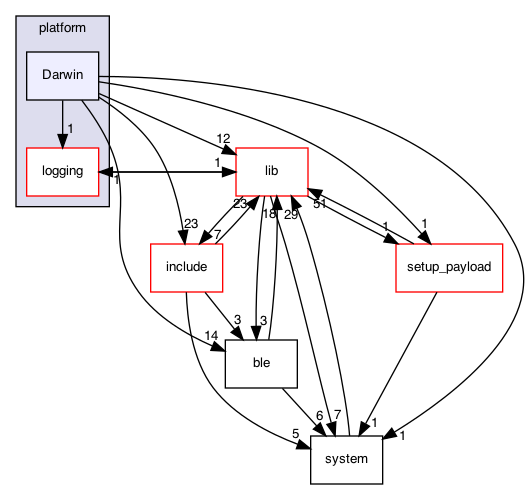 platform
Darwin
1
12
logging
1
1
lib
23
18
29
51
23
7
1
1
include
setup_payload
3
3
14
ble
6
7
1
5
1
system